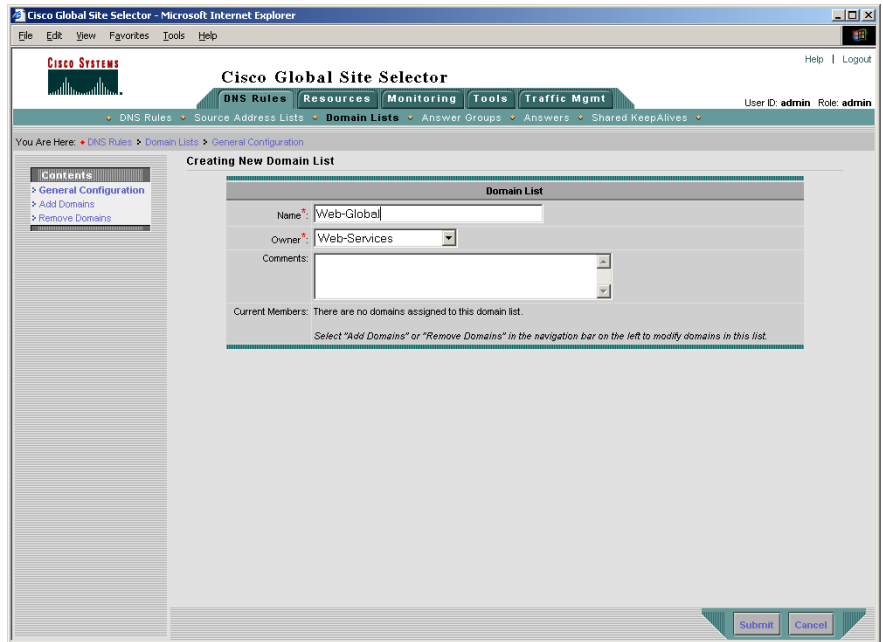 Cisco Global Site Selector - Microsoft Internet Explorer
File Edit View Favorites Tools Help
CISCO SYSTEMS
Help | Logout
Cisco Global Site Selector
DNS Rules Resources Monitoring Tools Traffic Mgmt
User ID: admin Role: admin
DNS Rules Source Address Lists Domain Lists Answer Groups Answers Shared KeepAlives
You Are Here: DNS Rules Domain Lists General Configuration
Creating New Domain List
Contents
General Configuration
Add Domains
Remove Domains
Domain List
Name*: Web-Global
Owner*: Web-Services
Comments:
Current Members: There are no domains assigned to this domain list.
Select "Add Domains" or "Remove Domains" in the navigation bar on the left to modify domains in this list.
Submit Cancel